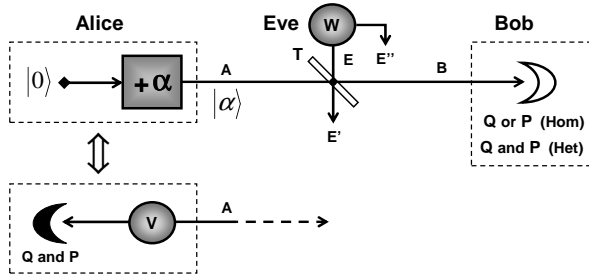 Alice
Eve
Bob
W
T
E
E''
|0⟩
+α
A
|α⟩
B
E'
Q or P (Hom)
Q and P (Het)
V
A
Q and P